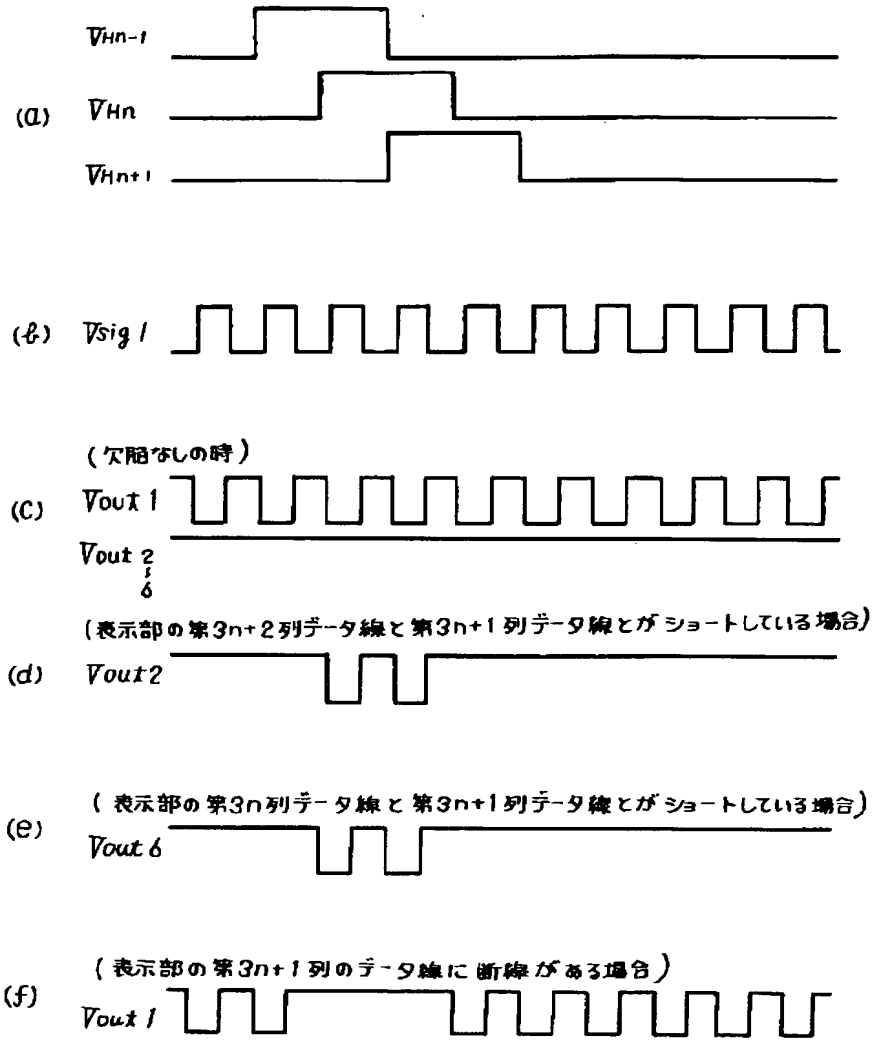 VHn-1
(a) VHn
VHn+1
(b) Vsig 1
(欠陥なしの時)
(c) Vout 1
Vout 2
~
6
(表示部の第3n+2列データ線と第3n+1列データ線とがショートしている場合)
(d) Vout2
(表示部の第3n列データ線と第3n+1列データ線とがショートしている場合)
(e) Vout 6
(表示部の第3n+1列のデータ線に断線がある場合)
(f) Vout 1